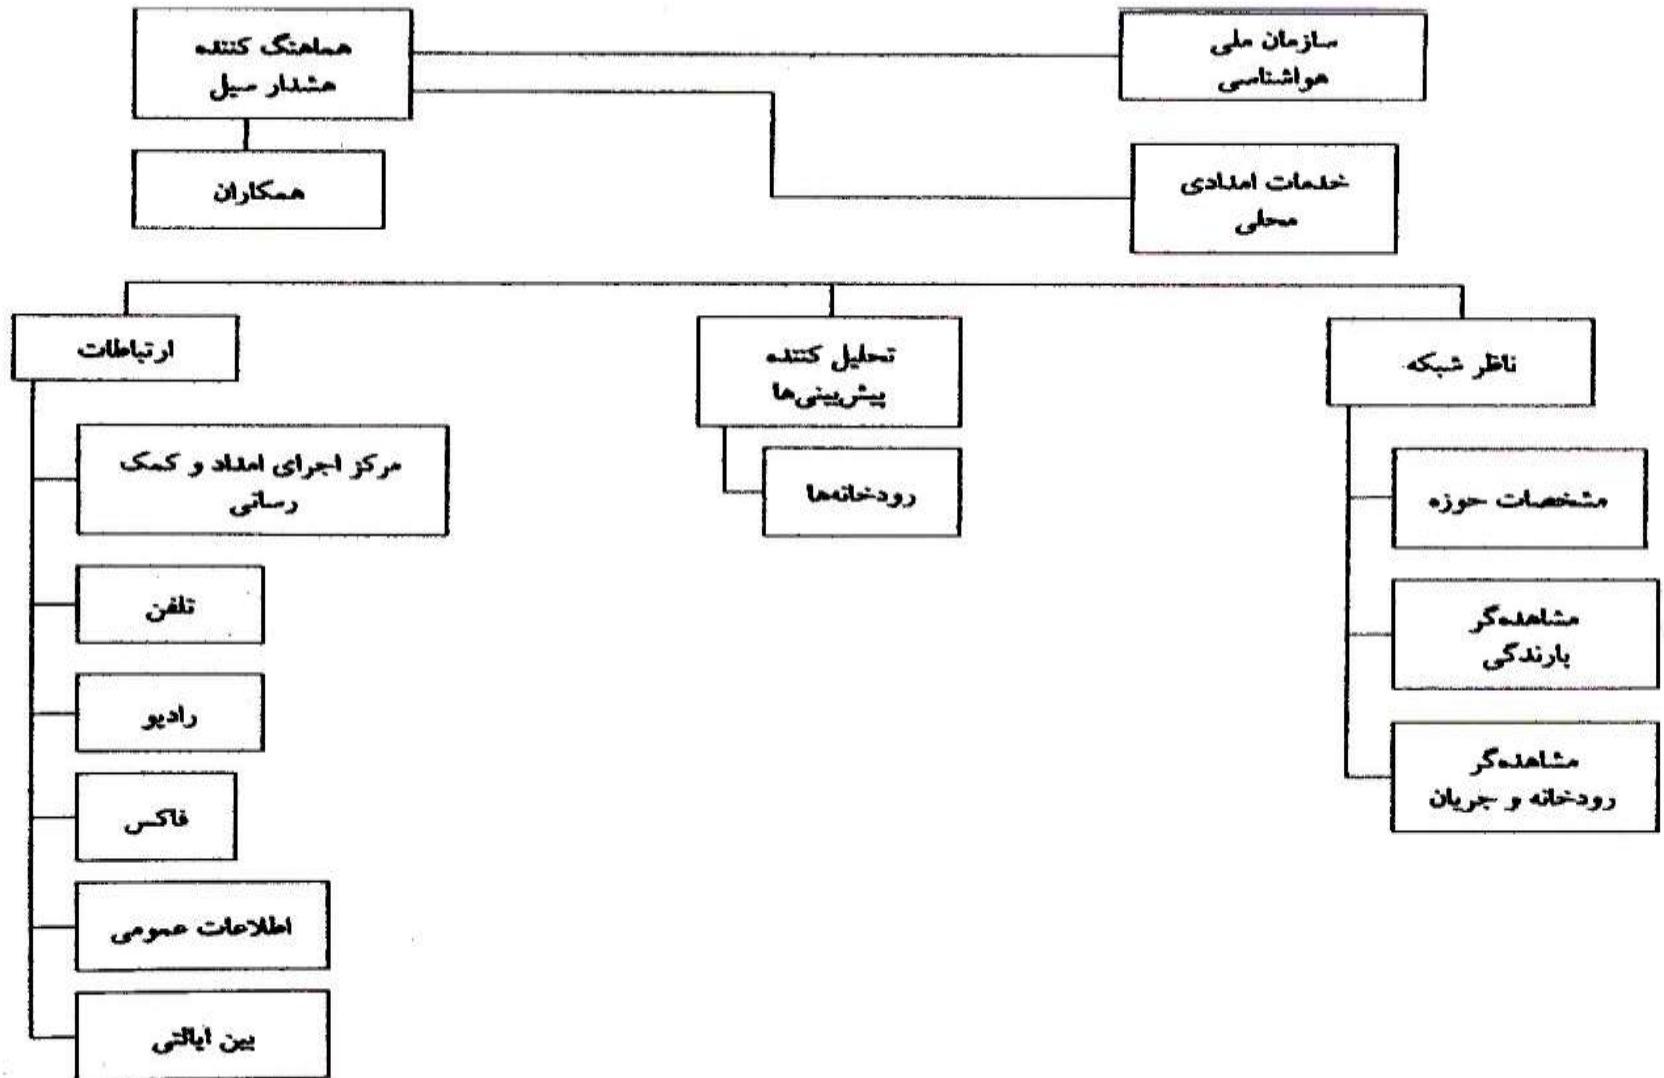 سازمان ملی
هواشناسی
هماهنگ کننده
هشدار سیل
خدمات امدادی
محلی
همکاران
ناظر شبکه
مشخصات حوزه
مشاهده‌گر
بارندگی
مشاهده‌گر
رودخانه و جریان
تحلیل کننده
پیش‌بینی‌ها
رودخانه‌ها
ارتباطات
مرکز اجرای امداد و کمک
رسانی
تلفن
رادیو
فاکس
اطلاعات عمومی
بین ایالتی